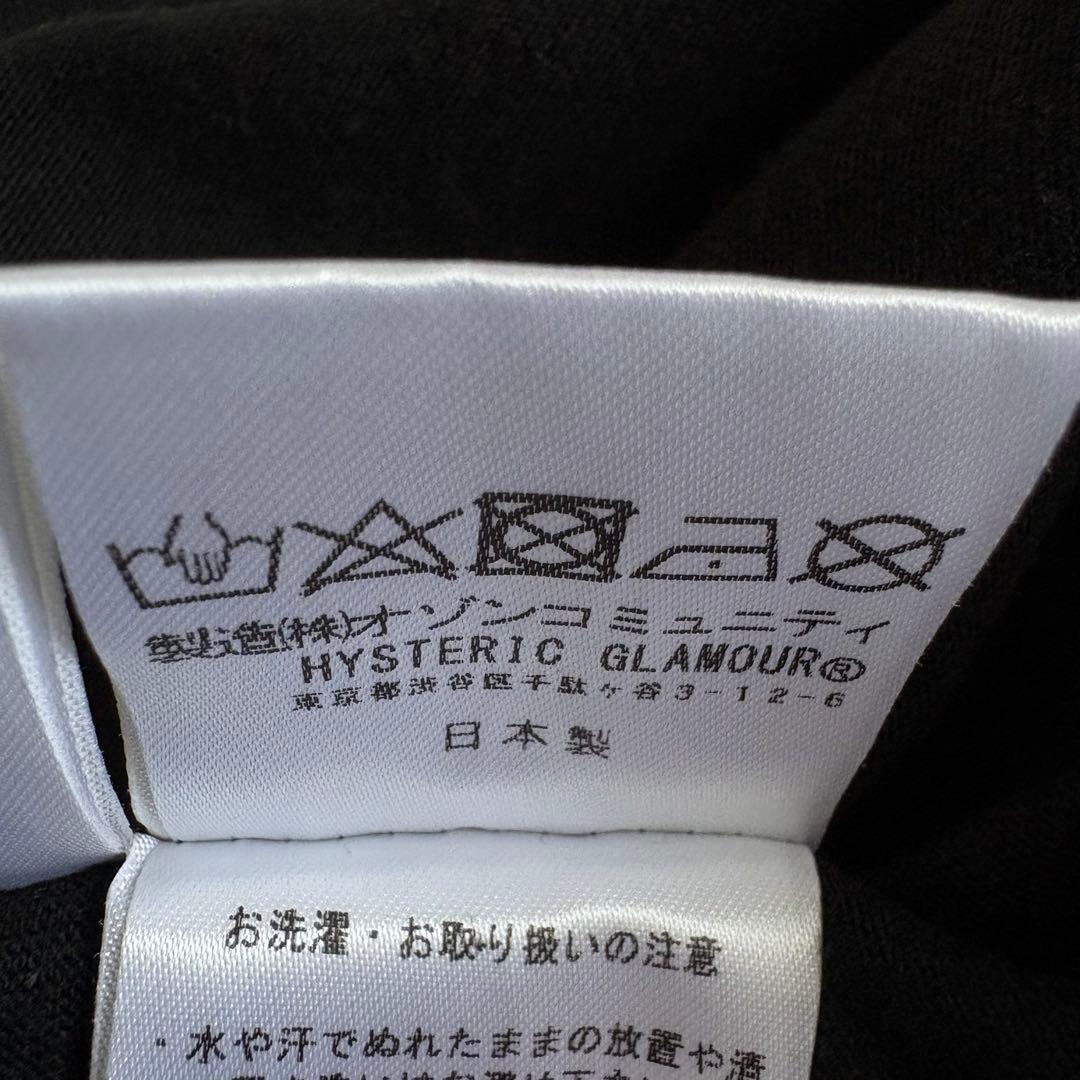 製造(株)オーゾンコミュニティ
HYSTERIC GLAMOUR®
東京都渋谷区千駄ヶ谷3-12-6
日本製
お洗濯・お取り扱いの注意
・水や汗でぬれたままの放置や酒